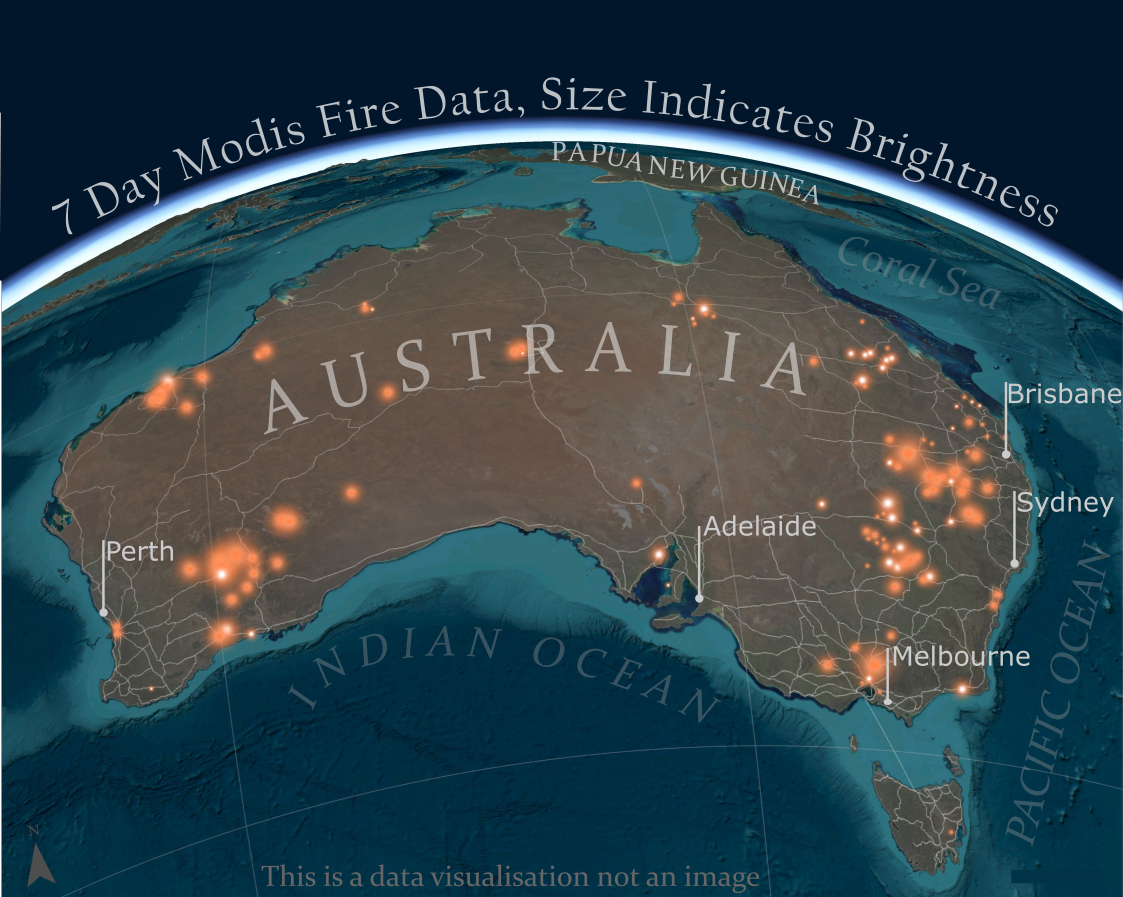 7 Day Modis Fire Data, Size Indicates Brightness
PAPUA NEW GUINEA
Coral Sea
AUSTRALIA
Brisbane
Sydney
Adelaide
Perth
INDIAN OCEAN
Melbourne
PACIFIC OCEAN
N
This is a data visualisation not an image